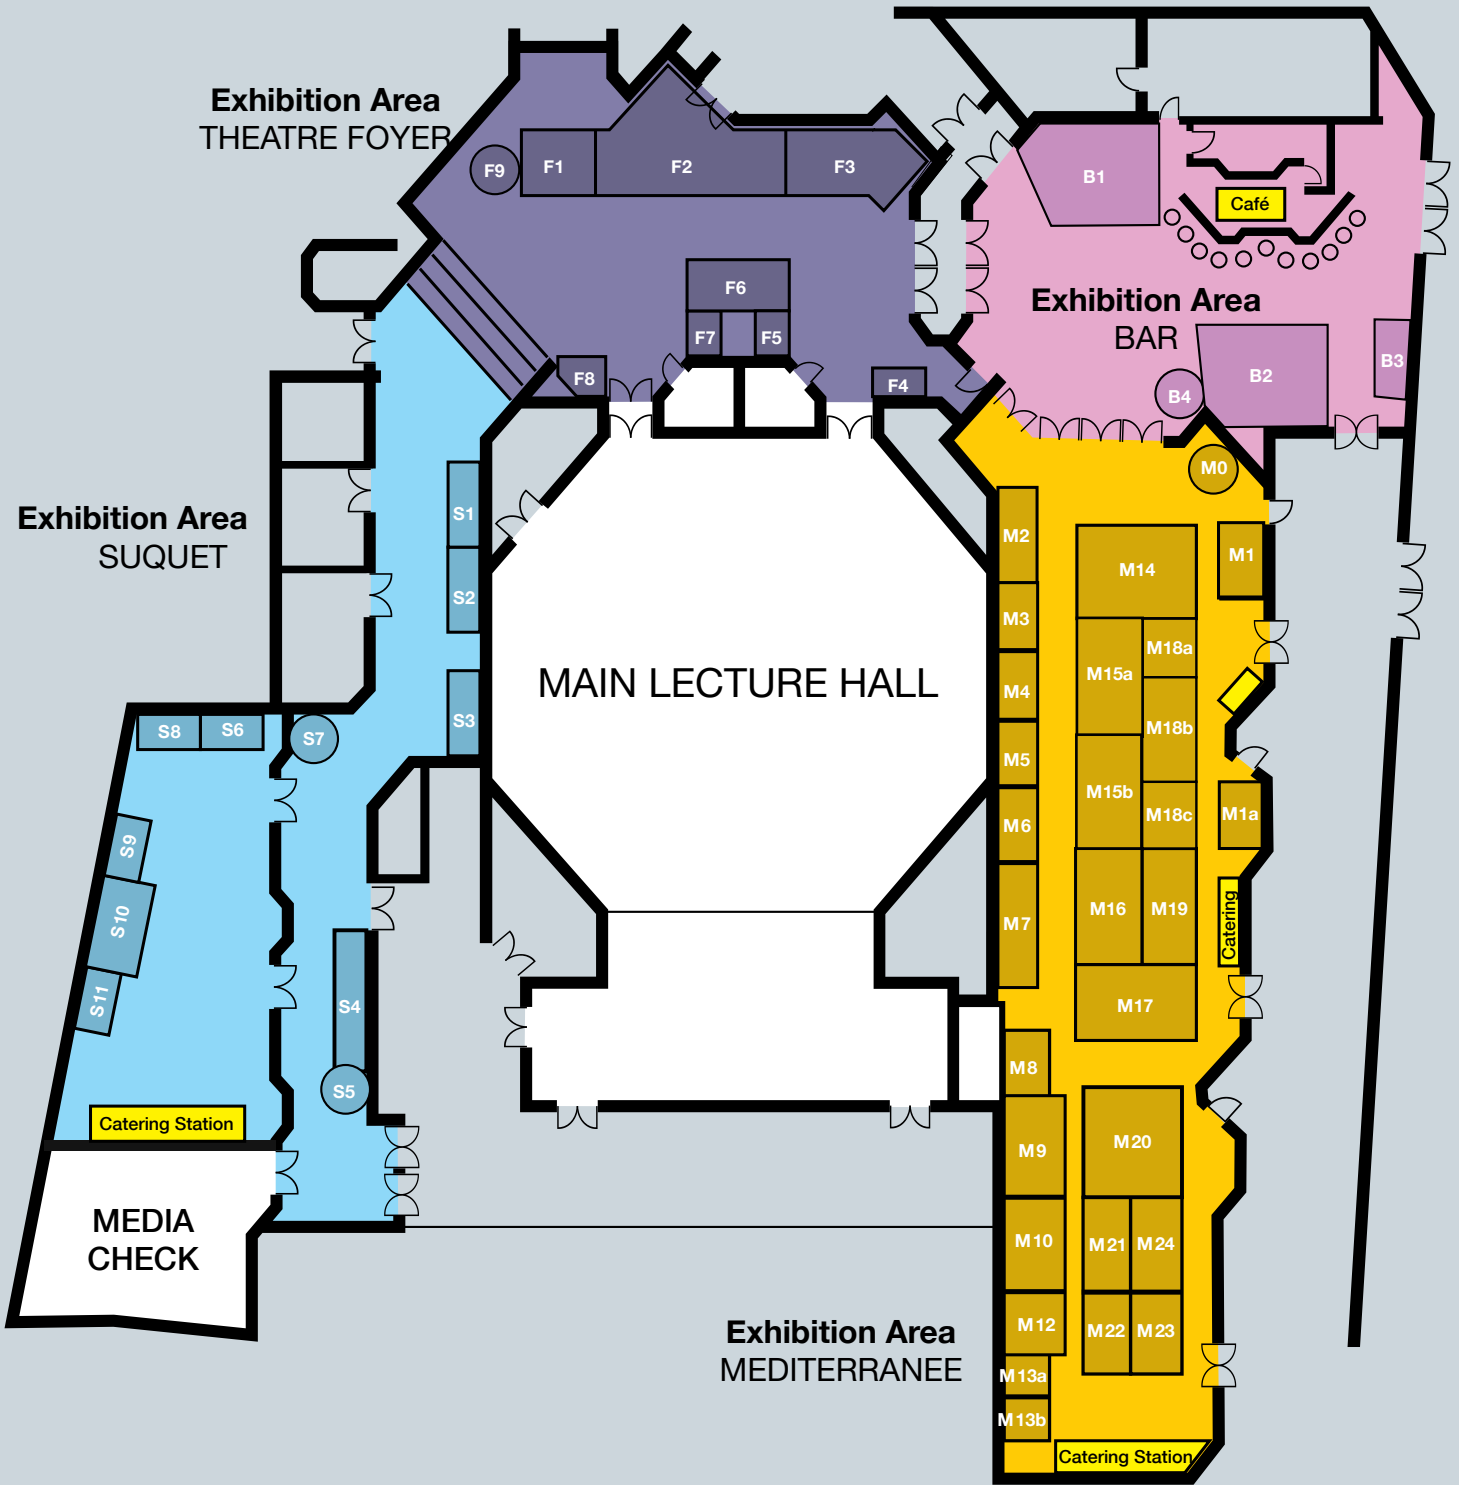 Exhibition Area
THEATRE FOYER
F9
F1
F2
F3
F6
F7
F5
F8
F4
B1
Café
Exhibition Area
BAR
B2
B3
B4
Exhibition Area
SUQUET
S1
S2
S3
S8
S6
S7
S9
S10
S11
S4
S5
Catering Station
MEDIA
CHECK
MAIN LECTURE HALL
M0
M1
M2
M14
M3
M18a
M15a
M4
M18b
M5
M15b
M18c
M1a
M6
M16
M19
Catering
M7
M17
M8
M9
M20
M10
M21
M24
M12
M22
M23
M13a
M13b
Catering Station
Exhibition Area
MEDITERRANEE